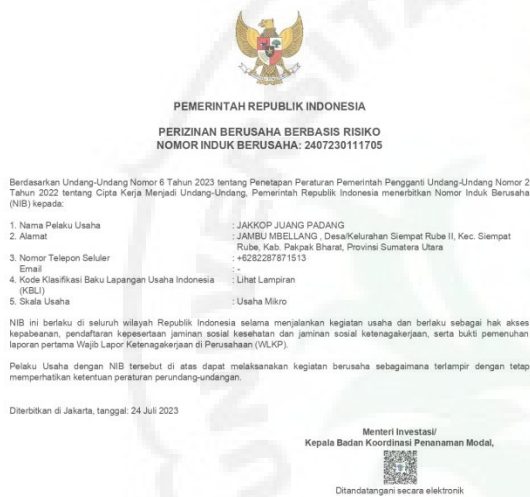 PEMERINTAH REPUBLIK INDONESIA
PERIZINAN BERUSAHA BERBASIS RISIKO
NOMOR INDUK BERUSAHA: 2407230111705
Berdasarkan Undang-Undang Nomor 6 Tahun 2023 tentang Penetapan Peraturan Pemerintah Pengganti Undang-Undang Nomor 2
Tahun 2022 tentang Cipta Kerja Menjadi Undang-Undang, Pemerintah Republik Indonesia menerbitkan Nomor Induk Berusaha
(NIB) kepada:
1. Nama Pelaku Usaha : JAKKOP JUANG PADANG
2. Alamat : JAMBU MBELLANG , Desa/Kelurahan Siempat Rube II, Kec. Siempat
Rube, Kab. Pakpak Bharat, Provinsi Sumatera Utara
3. Nomor Telepon Seluler : +6282287871513
Email : -
4. Kode Klasifikasi Baku Lapangan Usaha Indonesia : Lihat Lampiran
(KBLI)
5. Skala Usaha : Usaha Mikro
NIB ini berlaku di seluruh wilayah Republik Indonesia selama menjalankan kegiatan usaha dan berlaku sebagai hak akses
kepabeanan, pendaftaran kepesertaan jaminan sosial kesehatan dan jaminan sosial ketenagakerjaan, serta bukti pemenuhan
laporan pertama Wajib Lapor Ketenagakerjaan di Perusahaan (WLKP).
Pelaku Usaha dengan NIB tersebut di atas dapat melaksanakan kegiatan berusaha sebagaimana terlampir dengan tetap
memperhatikan ketentuan peraturan perundang-undangan.
Diterbitkan di Jakarta, tanggal: 24 Juli 2023
Menteri Investasi/
Kepala Badan Koordinasi Penanaman Modal,
Ditandatangani secara elektronik